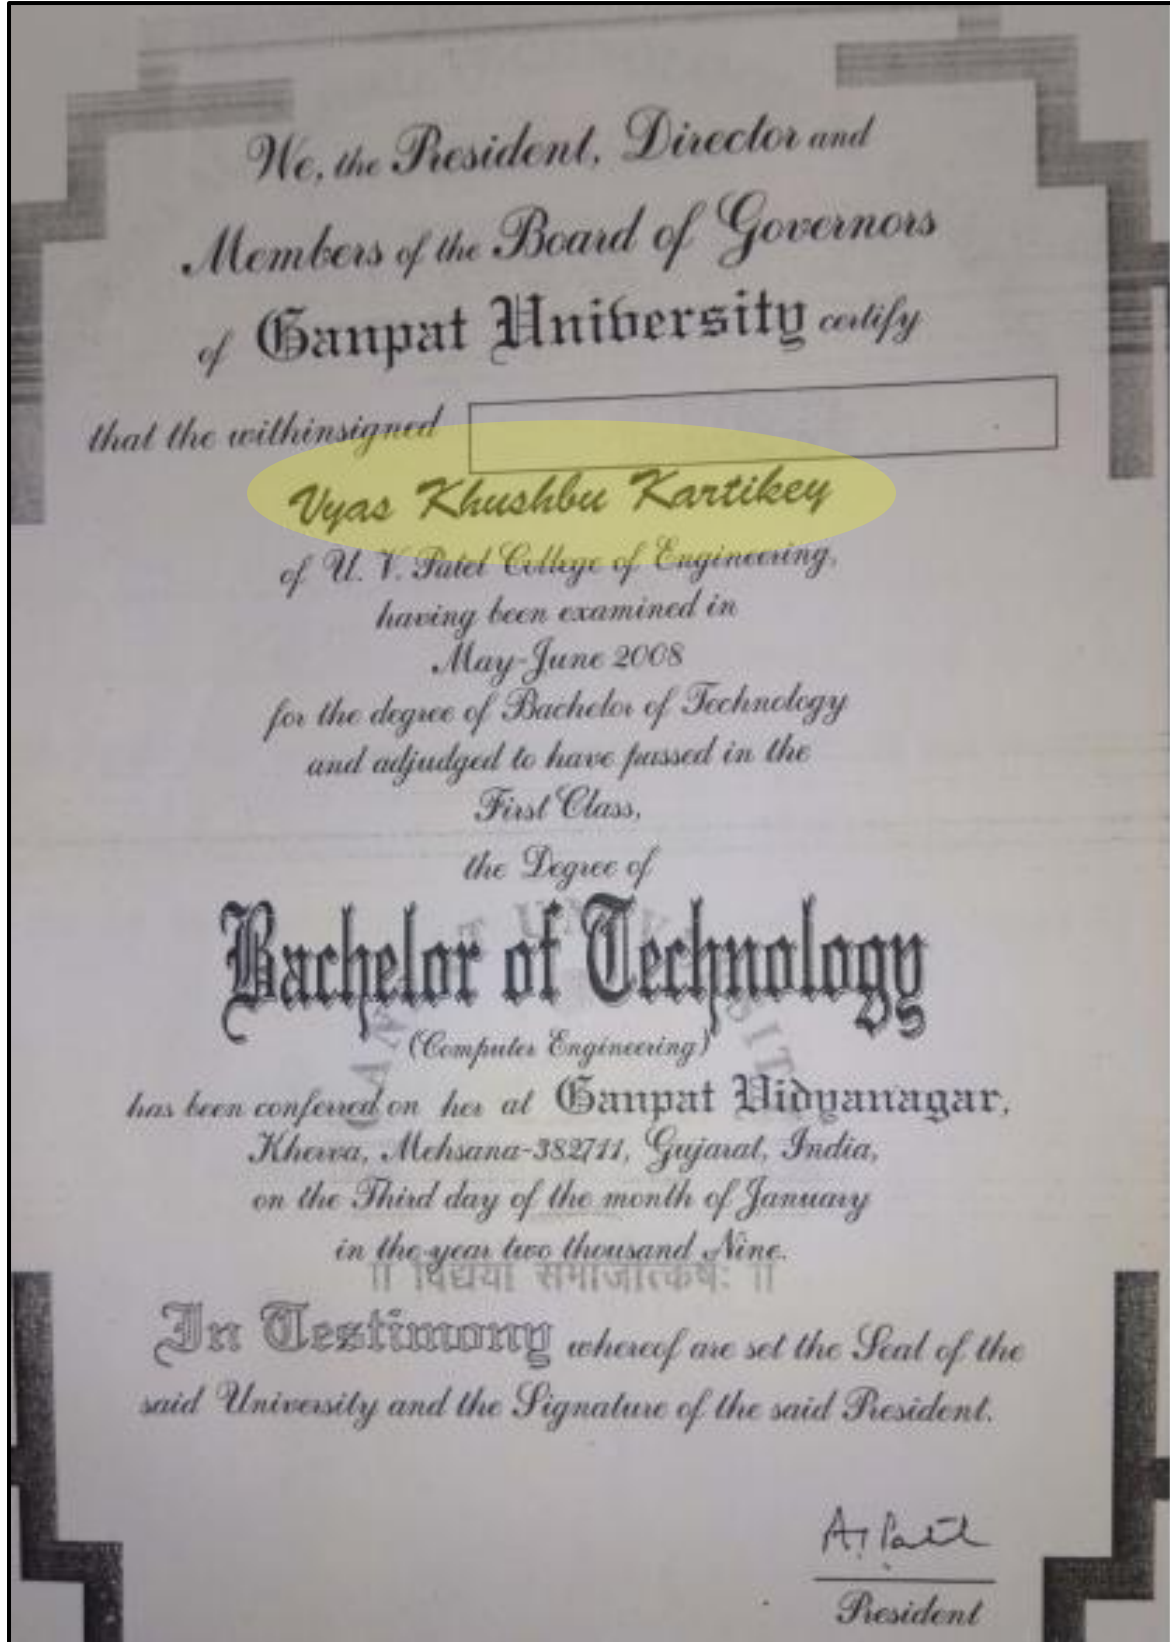 We, the President, Director and
Members of the Board of Governors
of Ganpat University certify
that the withinsigned
Vyas Khushbu Kartikey
of U. V. Patel College of Engineering,
having been examined in
May-June 2008
for the degree of Bachelor of Technology
and adjudged to have passed in the
First Class,
the Degree of
Bachelor of Technology
(Computer Engineering)
has been conferred on her at Ganpat Vidyanagar,
Kherva, Mehsana-382711, Gujarat, India,
on the Third day of the month of January
in the year two thousand Nine.
॥ विद्यया समाजोत्कर्षः ॥
In Testimony whereof are set the Seal of the
said University and the Signature of the said President.
President